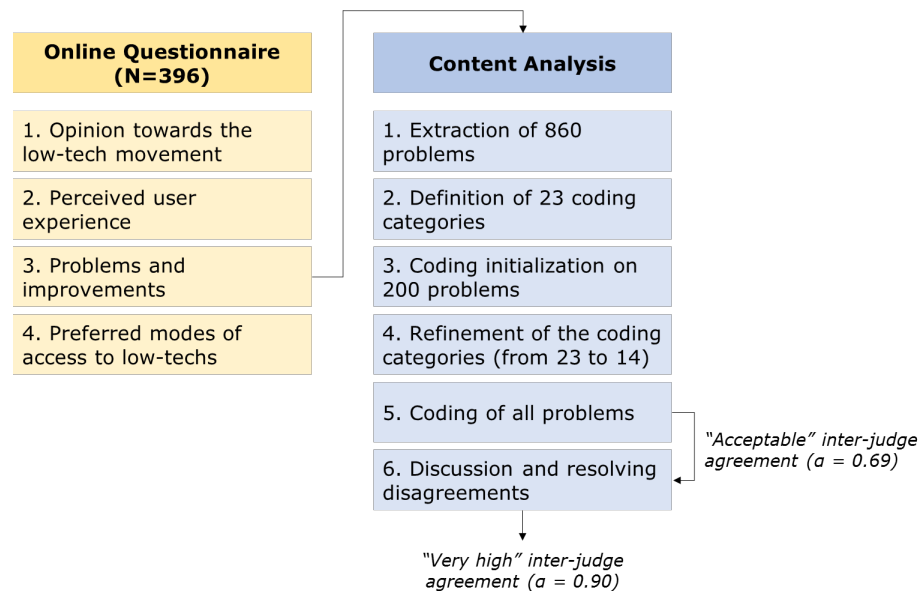 Online Questionnaire
(N=396)
1. Opinion towards the
low-tech movement
2. Perceived user
experience
3. Problems and
improvements
4. Preferred modes of
access to low-techs
Content Analysis
1. Extraction of 860
problems
2. Definition of 23 coding
categories
3. Coding initialization on
200 problems
4. Refinement of the coding
categories (from 23 to 14)
5. Coding of all problems
6. Discussion and resolving
disagreements
“Acceptable” inter-judge
agreement (α = 0.69)
“Very high” inter-judge
agreement (α = 0.90)